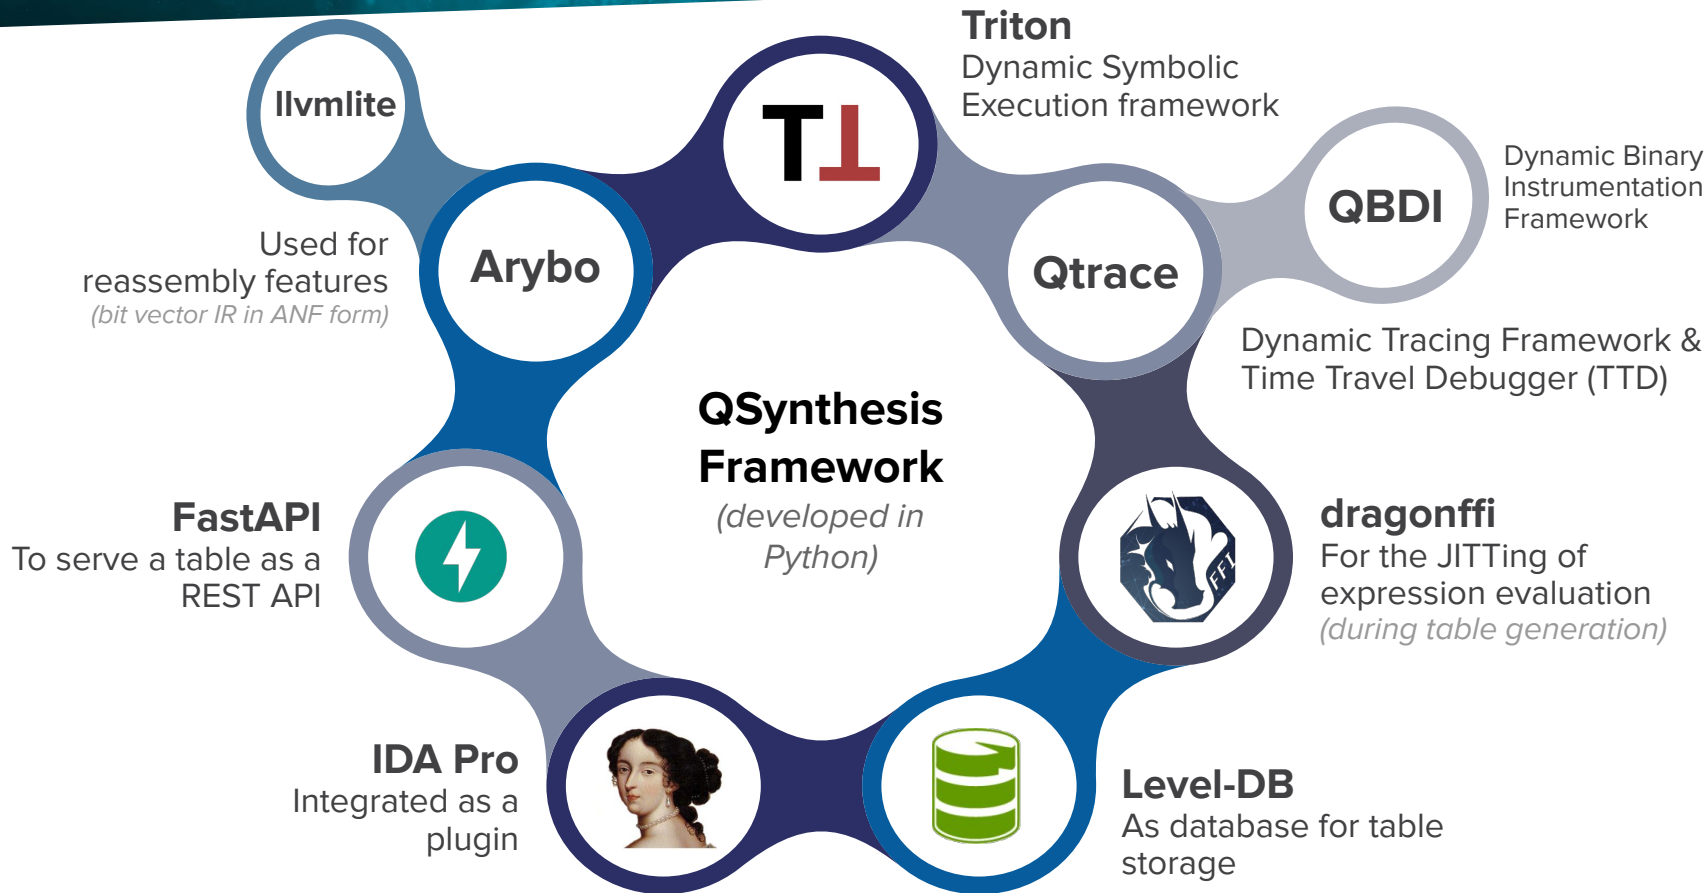 Triton
Dynamic Symbolic
Execution framework
llvmlite
QBDI
Dynamic Binary
Instrumentation
Framework
Arybo
Used for
reassembly features
(bit vector IR in ANF form)
Qtrace
Dynamic Tracing Framework &
Time Travel Debugger (TTD)
QSynthesis
Framework
(developed in
Python)
FastAPI
To serve a table as a
REST API
FFI
dragonffi
For the JITTing of
expression evaluation
(during table generation)
IDA Pro
Integrated as a
plugin
Level-DB
As database for table
storage